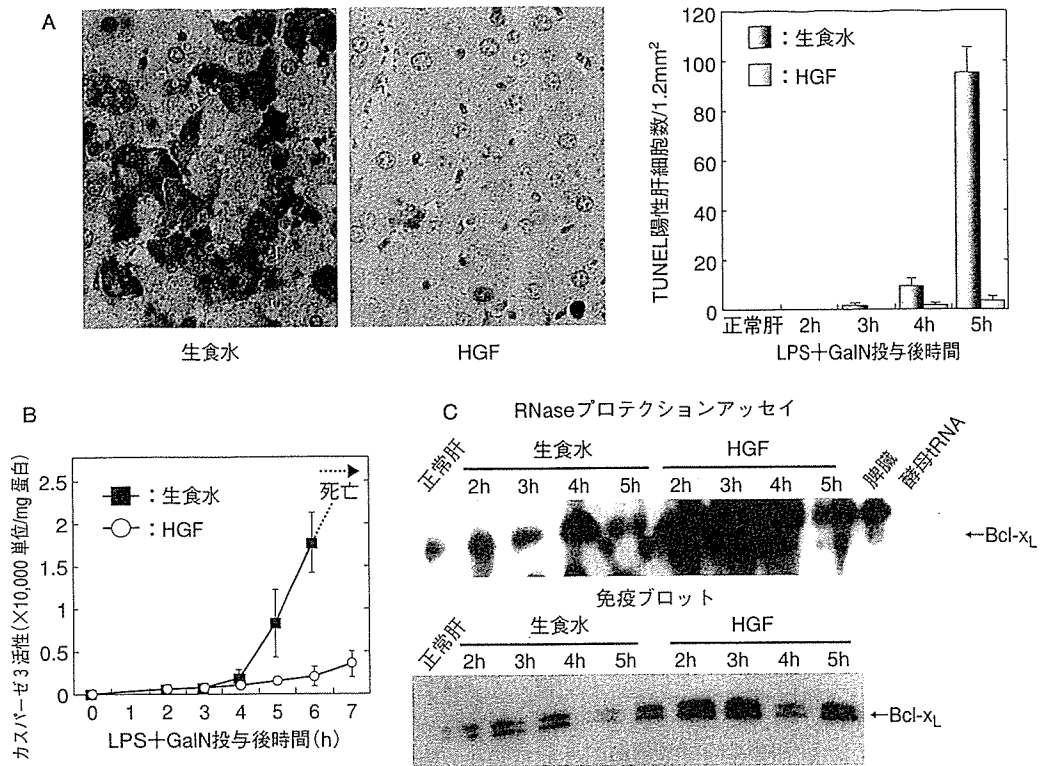 A
生食水
HGF
TUNEL陽性肝細胞数/1.2mm²
120
100
80
60
40
20
0
：生食水
：HGF
正常肝 2h 3h 4h 5h
LPS＋GalN投与後時間
B
カスパーゼ3活性(×10,000単位/mg蛋白)
2.5
2
1.5
1
0.5
0
：生食水
：HGF
死亡
0 1 2 3 4 5 6 7
LPS＋GalN投与後時間(h)
C
RNaseプロテクションアッセイ
正常肝 生食水 HGF 脾臓 酵母tRNA
2h 3h 4h 5h 2h 3h 4h 5h
←Bcl-xL
免疫ブロット
正常肝 生食水 HGF
2h 3h 4h 5h 2h 3h 4h 5h
←Bcl-xL